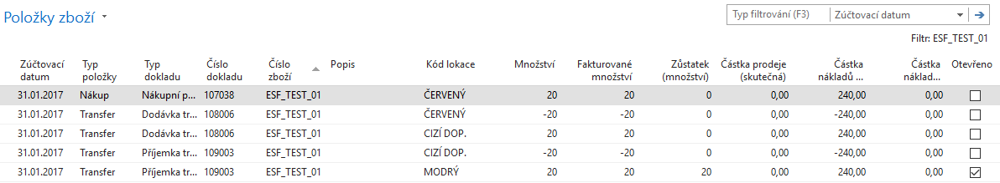 Položky zboží
Typ filtrování (F3) Zúčtovací datum
Filtr: ESF_TEST_01
Zúčtovací datum Typ položky Typ dokladu Číslo dokladu Číslo zboží Popis Kód lokace Množství Fakturované množství Zůstatek (množství) Částka prodeje (skutečná) Částka nákladů ... Částka náklad... Otevřeno
31.01.2017 Nákup Nákupní p... 107038 ESF_TEST_01 ČERVENÝ 20 20 0 0,00 240,00 0,00
31.01.2017 Transfer Dodávka tr... 108006 ESF_TEST_01 ČERVENÝ -20 -20 0 0,00 -240,00 0,00
31.01.2017 Transfer Dodávka tr... 108006 ESF_TEST_01 CIZÍ DOP. 20 20 0 0,00 240,00 0,00
31.01.2017 Transfer Příjemka tr... 109003 ESF_TEST_01 CIZÍ DOP. -20 -20 0 0,00 -240,00 0,00
31.01.2017 Transfer Příjemka tr... 109003 ESF_TEST_01 MODRÝ 20 20 20 0,00 240,00 0,00